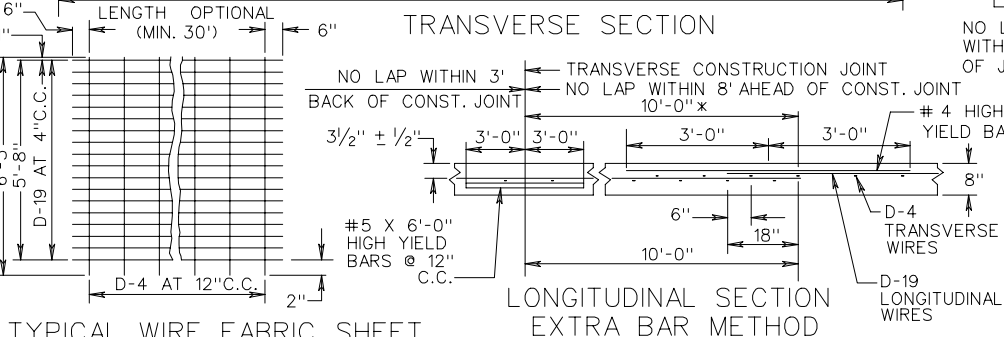 6"
LENGTH OPTIONAL
(MIN. 30')
6"
D-19 AT 4"C.C.
5'-8"
D-4 AT 12"C.C.
2"
TYPICAL WIRE FABRIC SHEET
TRANSVERSE SECTION
NO LAP WITHIN 3'
BACK OF CONST. JOINT
TRANSVERSE CONSTRUCTION JOINT
NO LAP WITHIN 8' AHEAD OF CONST. JOINT
10'-0"*
3 1/2" ± 1/2"
3'-0"
3'-0"
3'-0"
3'-0"
# 4 HIGH
YIELD
8"
#5 X 6'-0"
HIGH YIELD
BARS @ 12"
C.C.
6"
18"
10'-0"
D-4
TRANSVERSE
WIRES
D-19
LONGITUDINAL
WIRES
LONGITUDINAL SECTION
EXTRA BAR METHOD
NO
OF